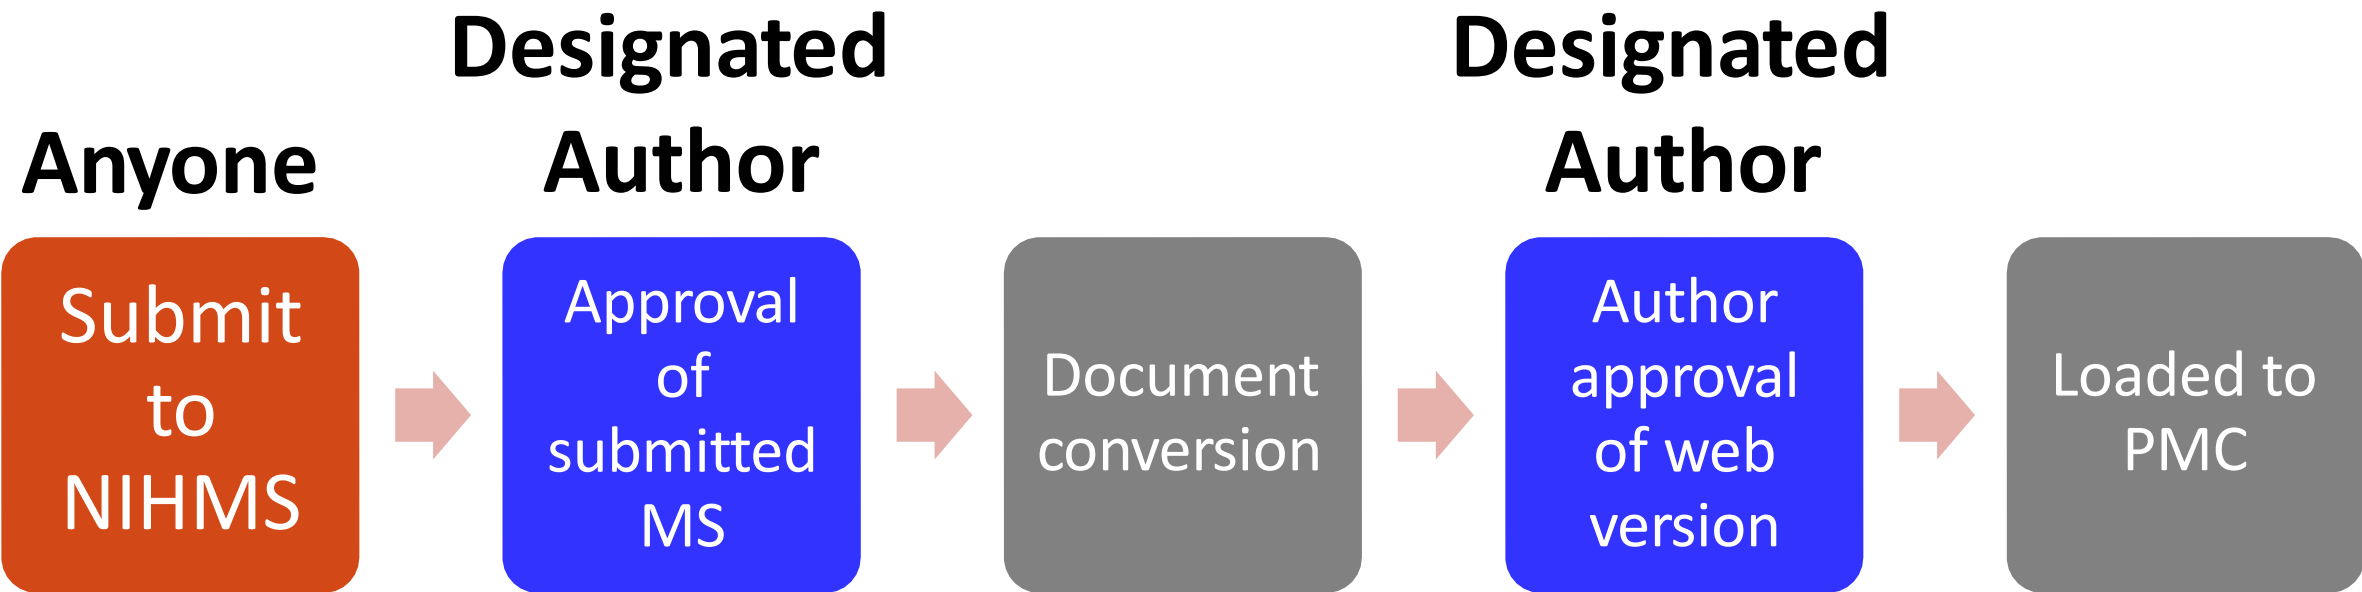 Anyone
Designated
Author
Designated
Author
Submit
to
NIHMS
Approval
of
submitted
MS
Document
conversion
Author
approval
of web
version
Loaded to
PMC